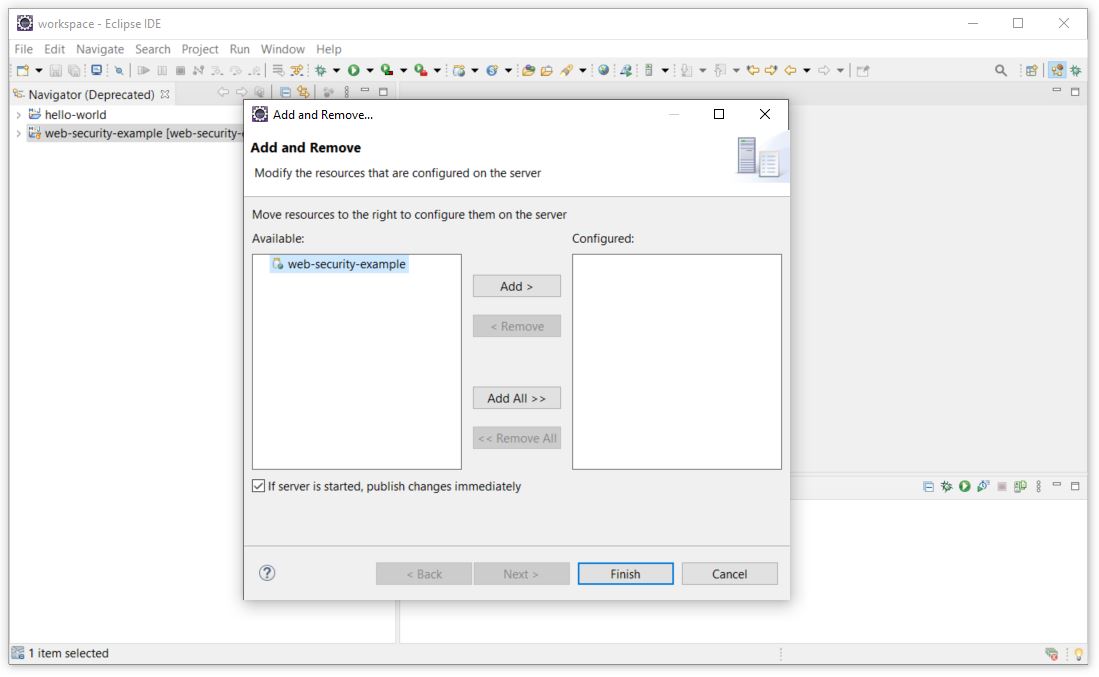 workspace - Eclipse IDE
File Edit Navigate Search Project Run Window Help
Navigator (Deprecated)
hello-world
web-security-example [web-security-
Add and Remove...
Add and Remove
Modify the resources that are configured on the server
Move resources to the right to configure them on the server
Available:
Configured:
web-security-example
Add >
< Remove
Add All >>
<< Remove All
If server is started, publish changes immediately
< Back
Next >
Finish
Cancel
1 item selected